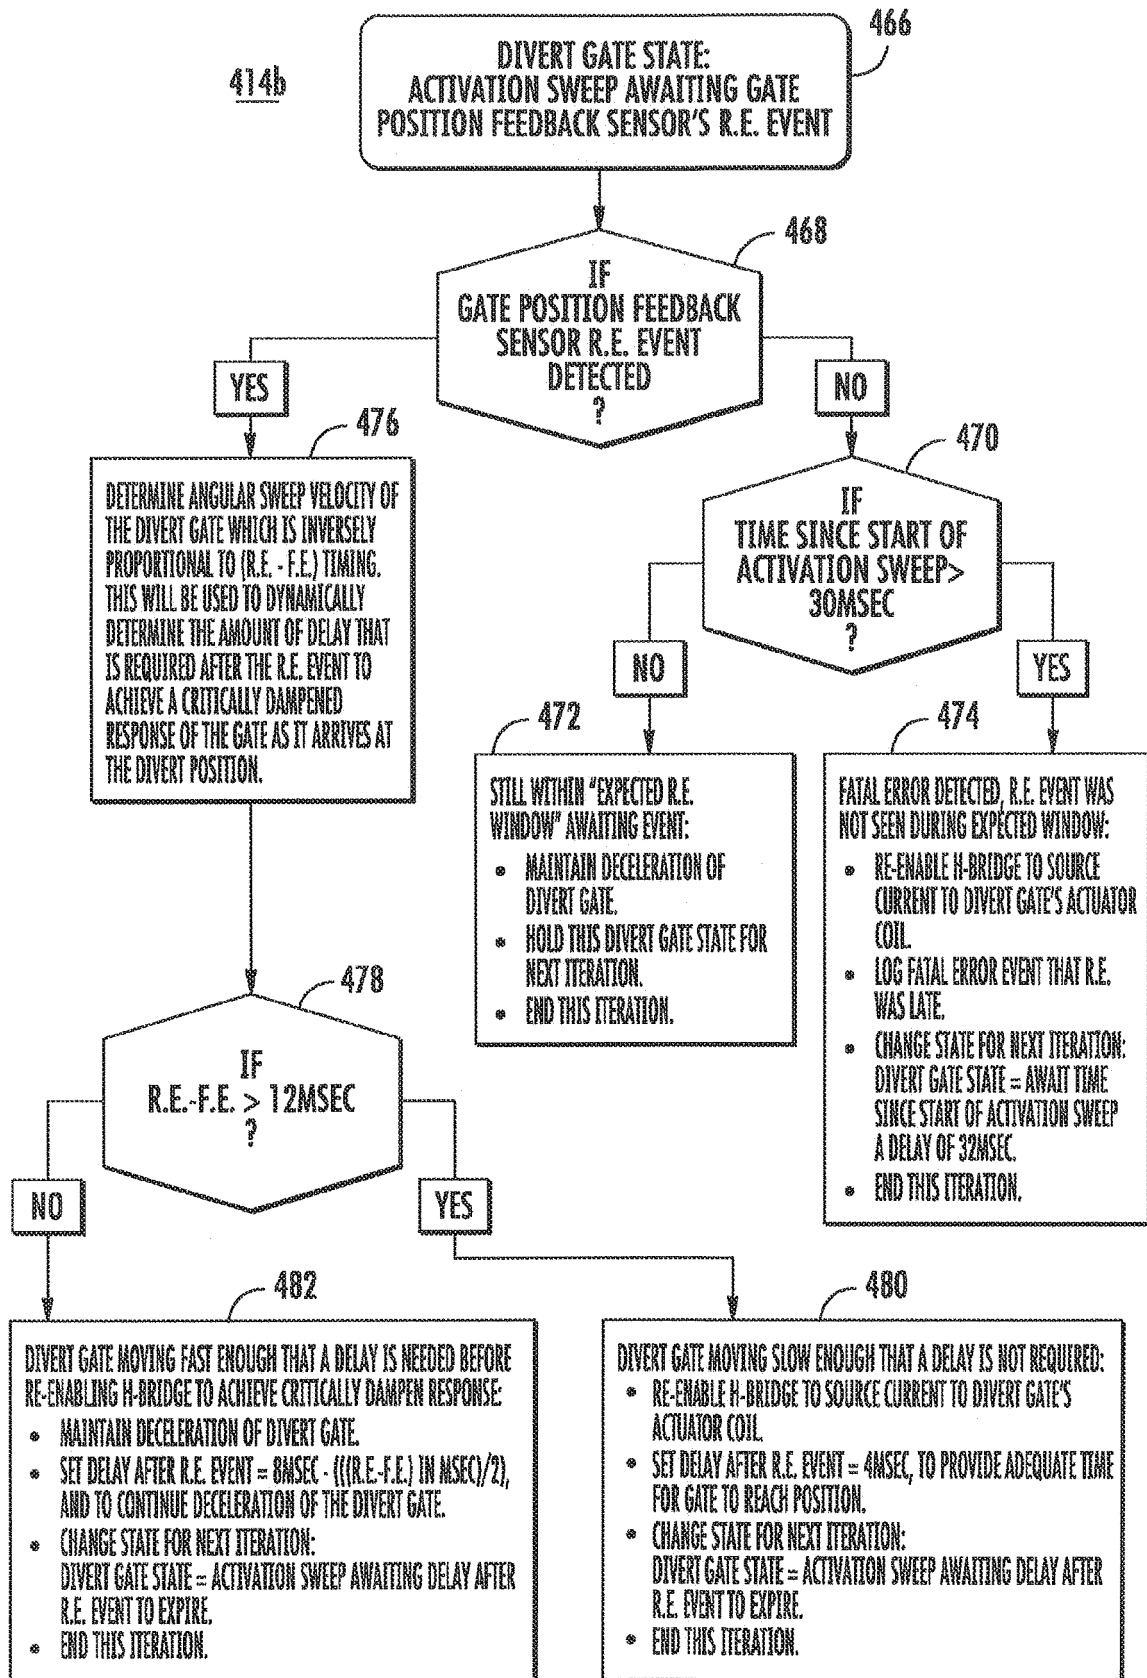 414b
466
DIVERT GATE STATE:
ACTIVATION SWEEP AWAITING GATE
POSITION FEEDBACK SENSOR'S R.E. EVENT
468
IF
GATE POSITION FEEDBACK
SENSOR R.E. EVENT
DETECTED
?
YES
NO
476
DETERMINE ANGULAR SWEEP VELOCITY OF
THE DIVERT GATE WHICH IS INVERSELY
PROPORTIONAL TO (R.E. - F.E.) TIMING.
THIS WILL BE USED TO DYNAMICALLY
DETERMINE THE AMOUNT OF DELAY THAT
IS REQUIRED AFTER THE R.E. EVENT TO
ACHIEVE A CRITICALLY DAMPENED
RESPONSE OF THE GATE AS IT ARRIVES AT
THE DIVERT POSITION.
470
IF
TIME SINCE START OF
ACTIVATION SWEEP>
30MSEC
?
NO
YES
472
STILL WITHIN "EXPECTED R.E.
WINDOW" AWAITING EVENT:
• MAINTAIN DECELERATION OF
DIVERT GATE.
• HOLD THIS DIVERT GATE STATE FOR
NEXT ITERATION.
• END THIS ITERATION.
474
FATAL ERROR DETECTED, R.E. EVENT WAS
NOT SEEN DURING EXPECTED WINDOW:
• RE-ENABLE H-BRIDGE TO SOURCE
CURRENT TO DIVERT GATE'S ACTUATOR
COIL.
• LOG FATAL ERROR EVENT THAT R.E.
WAS LATE.
• CHANGE STATE FOR NEXT ITERATION:
DIVERT GATE STATE = AWAIT TIME
SINCE START OF ACTIVATION SWEEP
A DELAY OF 32MSEC.
• END THIS ITERATION.
478
IF
R.E.-F.E. > 12MSEC
?
NO
YES
482
DIVERT GATE MOVING FAST ENOUGH THAT A DELAY IS NEEDED BEFORE
RE-ENABLING H-BRIDGE TO ACHIEVE CRITICALLY DAMPEN RESPONSE:
• MAINTAIN DECELERATION OF DIVERT GATE.
• SET DELAY AFTER R.E. EVENT = 8MSEC - (((R.E.-F.E.) IN MSEC)/2),
AND TO CONTINUE DECELERATION OF THE DIVERT GATE.
• CHANGE STATE FOR NEXT ITERATION:
DIVERT GATE STATE = ACTIVATION SWEEP AWAITING DELAY AFTER
R.E. EVENT TO EXPIRE.
• END THIS ITERATION.
480
DIVERT GATE MOVING SLOW ENOUGH THAT A DELAY IS NOT REQUIRED:
• RE-ENABLE H-BRIDGE TO SOURCE CURRENT TO DIVERT GATE'S
ACTUATOR COIL.
• SET DELAY AFTER R.E. EVENT = 4MSEC, TO PROVIDE ADEQUATE TIME
FOR GATE TO REACH POSITION.
• CHANGE STATE FOR NEXT ITERATION:
DIVERT GATE STATE = ACTIVATION SWEEP AWAITING DELAY AFTER
R.E. EVENT TO EXPIRE.
• END THIS ITERATION.